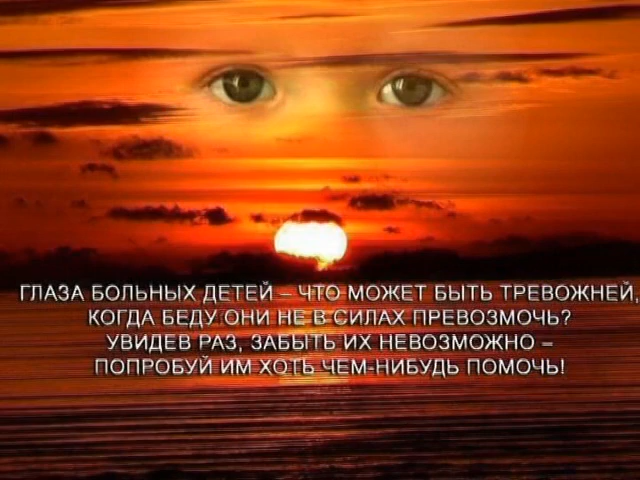 ГЛАЗА БОЛЬНЫХ ДЕТЕЙ – ЧТО МОЖЕТ БЫТЬ ТРЕВОЖНЕЙ,
КОГДА БЕДУ ОНИ НЕ В СИЛАХ ПРЕВОЗМОЧЬ?
УВИДЕВ РАЗ, ЗАБЫТЬ ИХ НЕВОЗМОЖНО –
ПОПРОБУЙ ИМ ХОТЬ ЧЕМ-НИБУДЬ ПОМОЧЬ!